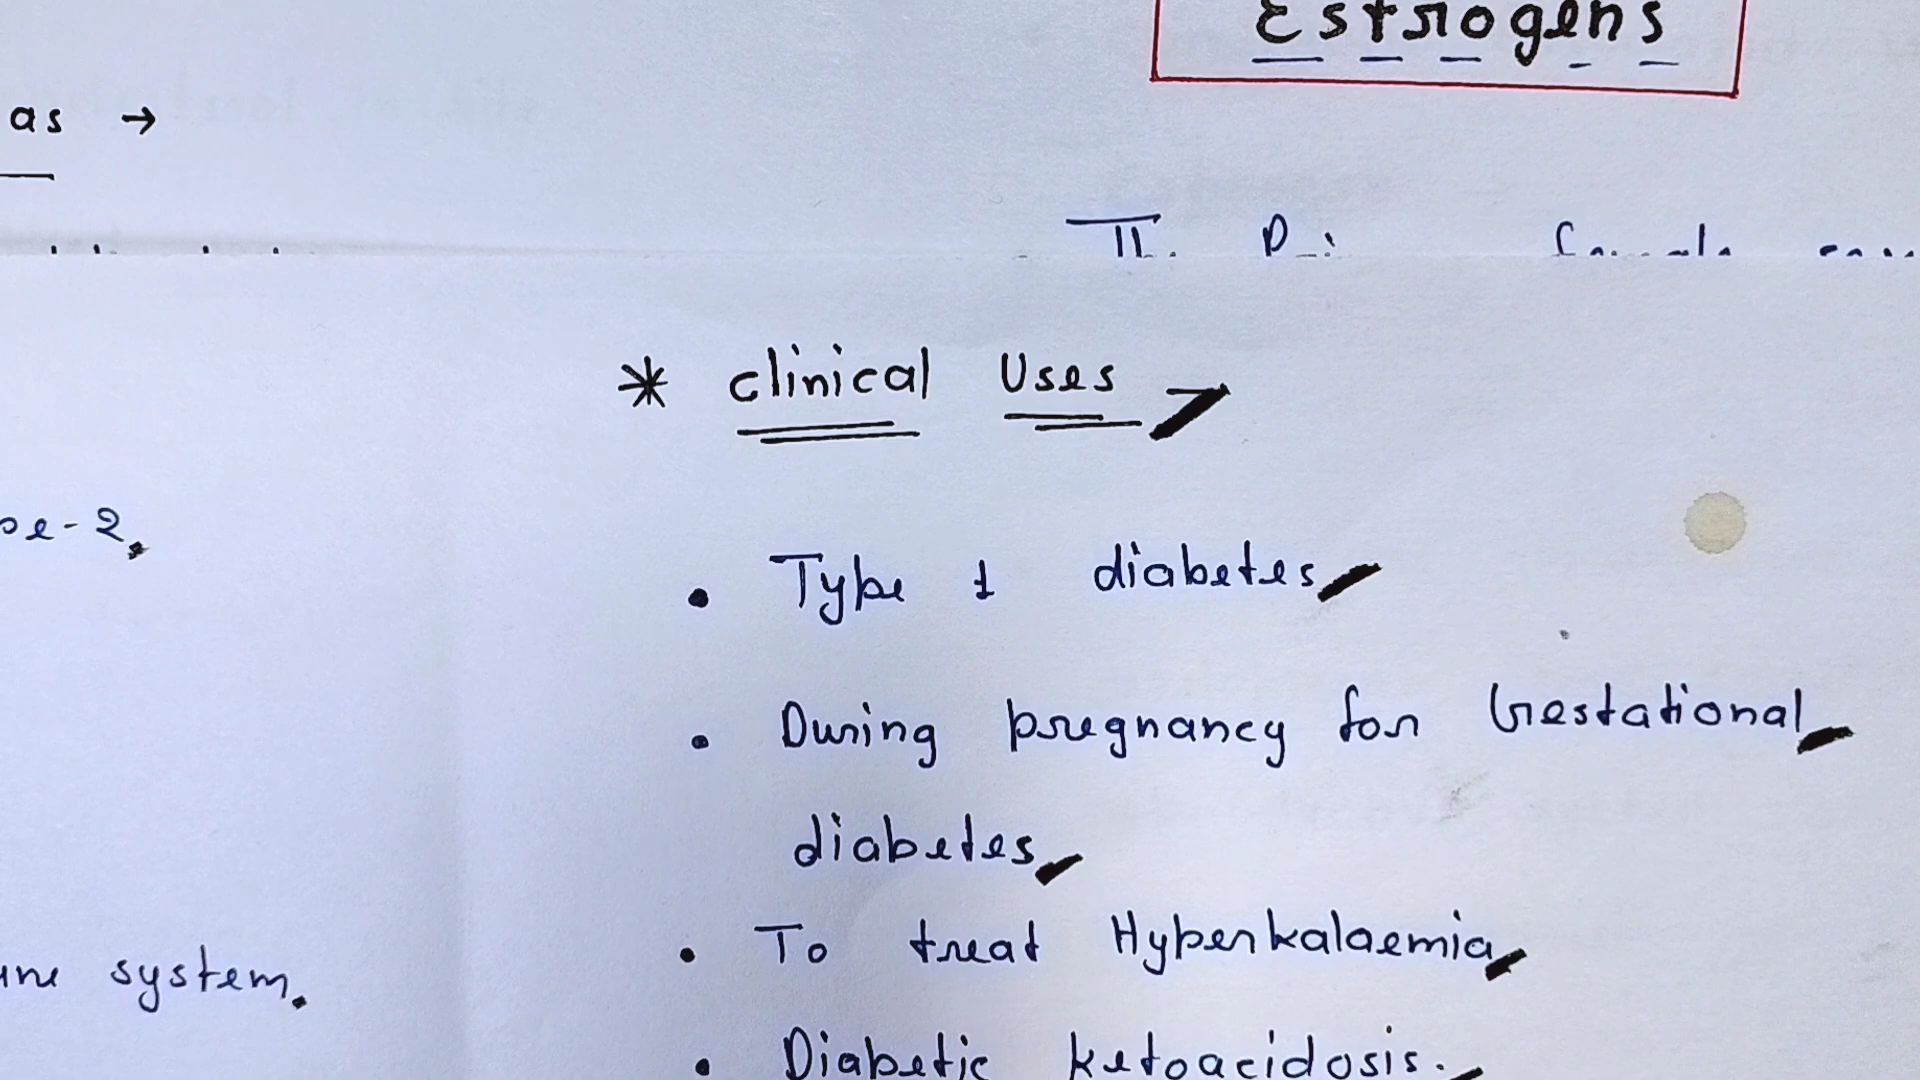 Estrogens
as →
* Clinical Uses
pe-2.
• Type 1 diabetes
• During pregnancy for Gestational
diabetes
• To treat Hyperkalaemia
system.
• Diabetic ketoacidosis.